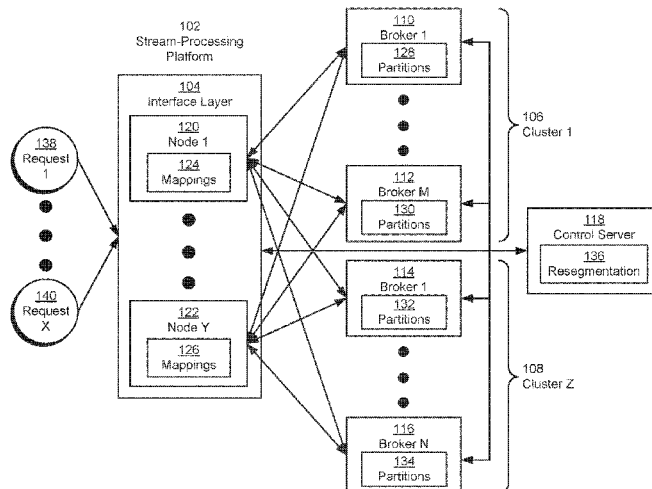 102
Stream-Processing
Platform
104
Interface Layer
120
Node 1
124
Mappings
122
Node Y
126
Mappings
138
Request
1
140
Request
X
110
Broker 1
128
Partitions
112
Broker M
130
Partitions
114
Broker 1
132
Partitions
116
Broker N
134
Partitions
106
Cluster 1
118
Control Server
136
Resegmentation
108
Cluster Z